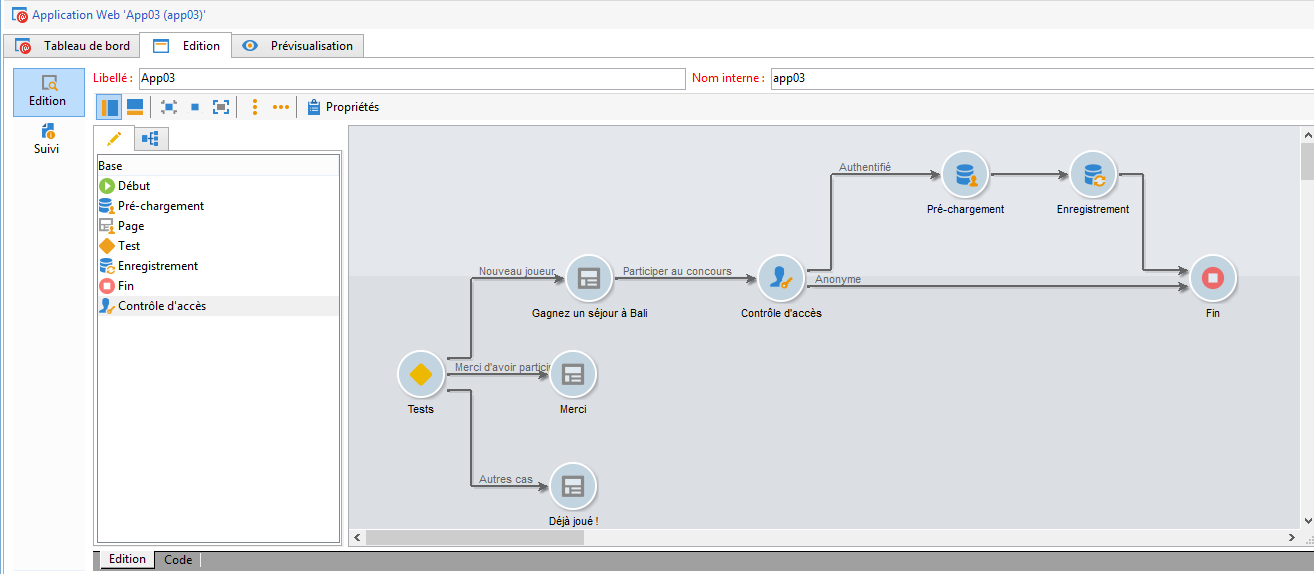 Application Web 'App03 (app03)'
Tableau de bord Edition Prévisualisation
Edition
Suivi
Libellé : App03 Nom interne : app03
Propriétés
Base
Début
Pré-chargement
Page
Test
Enregistrement
Fin
Contrôle d'accès
Authentifié
Pré-chargement Enregistrement
Nouveau joueur Participer au concours Anonyme
Gagnez un séjour à Bali Contrôle d'accès Fin
Merci d'avoir partici
Tests Merci
Autres cas
Déjà joué !
Edition Code